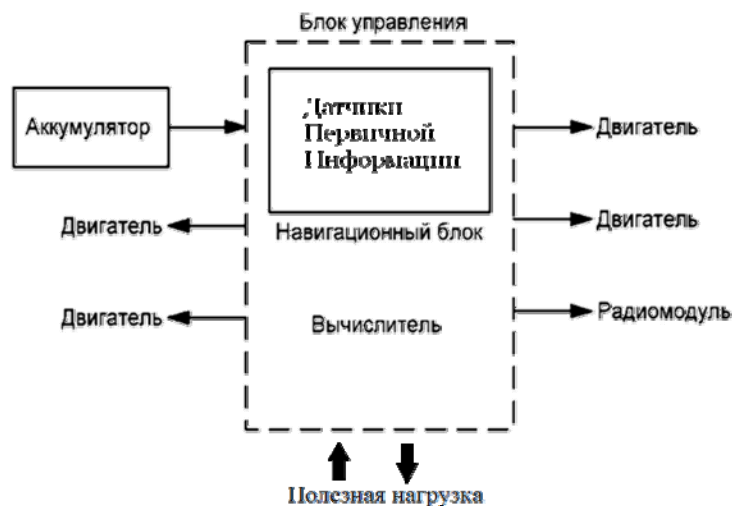 Блок управления
Датчики
Первичной
Информации
Аккумулятор
Двигатель
Двигатель
Двигатель
Навигационный блок
Двигатель
Вычислитель
Радиомодуль
Полезная нагрузка